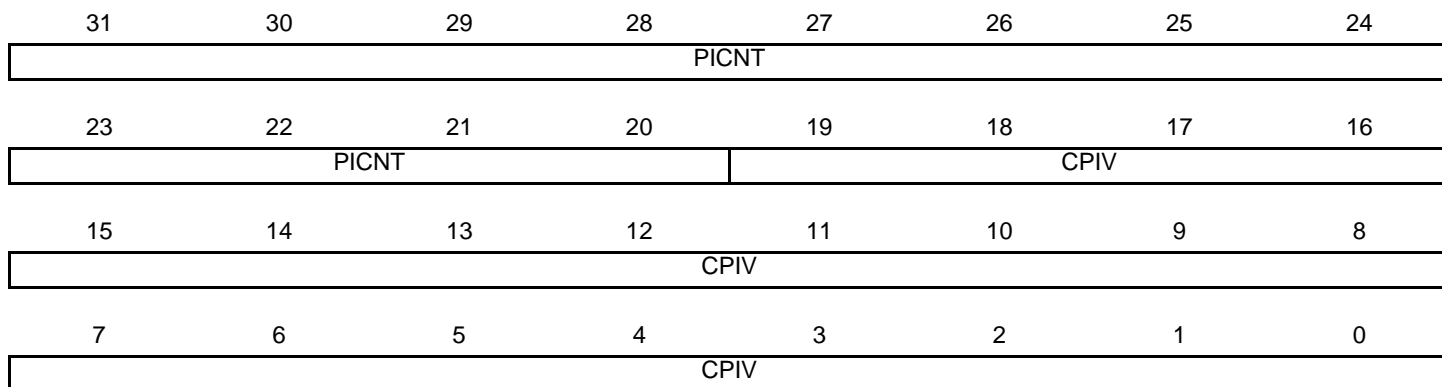 31 30 29 28 27 26 25 24
PICNT
23 22 21 20 19 18 17 16
PICNT CPIV
15 14 13 12 11 10 9 8
CPIV
7 6 5 4 3 2 1 0
CPIV